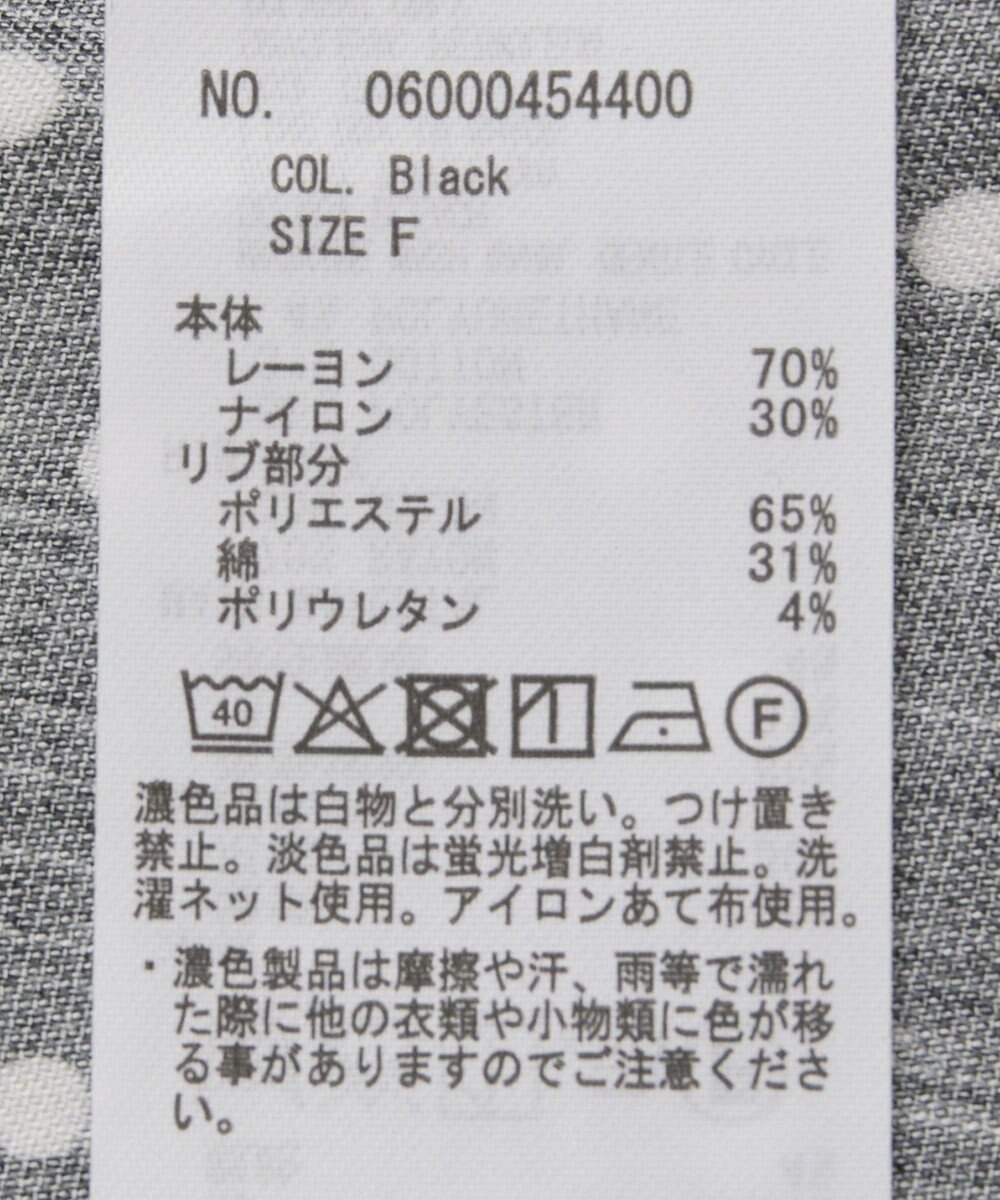 NO. 06000454400
COL. Black
SIZE F
本体
レーヨン 70%
ナイロン 30%
リブ部分
ポリエステル 65%
綿 31%
ポリウレタン 4%
40 F
濃色品は白物と分別洗い。つけ置き
禁止。淡色品は蛍光増白剤禁止。洗
濯ネット使用。アイロンあて布使用。
・濃色製品は摩擦や汗、雨等で濡れ
た際に他の衣類や小物類に色が移
る事がありますのでご注意くださ
い。